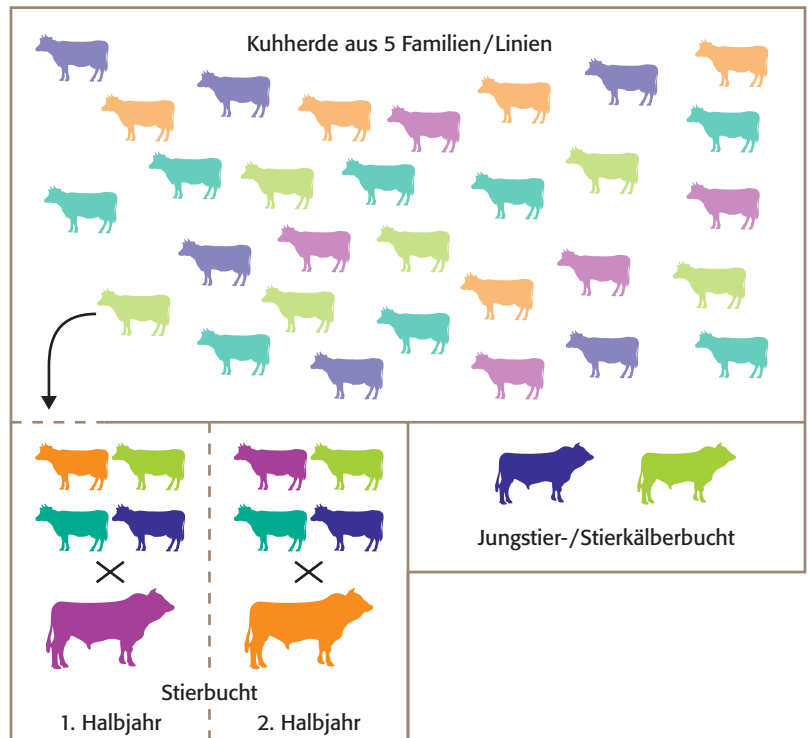 Kuhherde aus 5 Familien/Linien
Jungstier-/Stierkälberbucht
Stierbucht
1. Halbjahr
2. Halbjahr